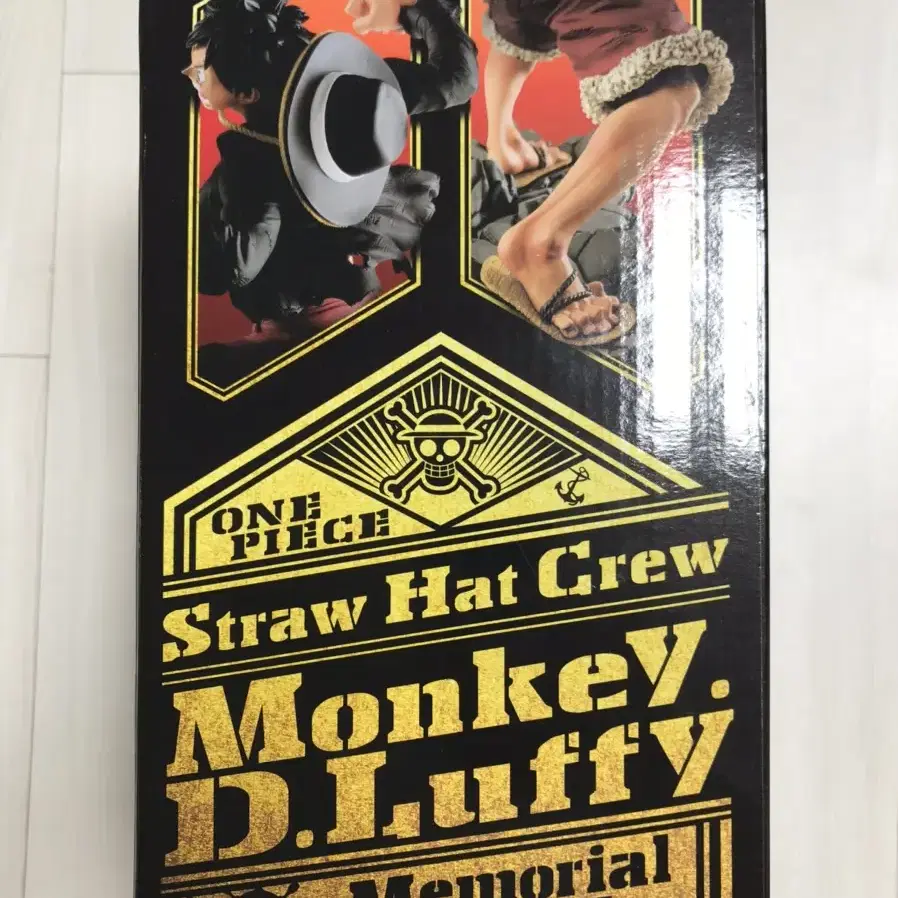 ONE
PIECE
Straw Hat Crew
Monkey.
D.Luffy
Memorial